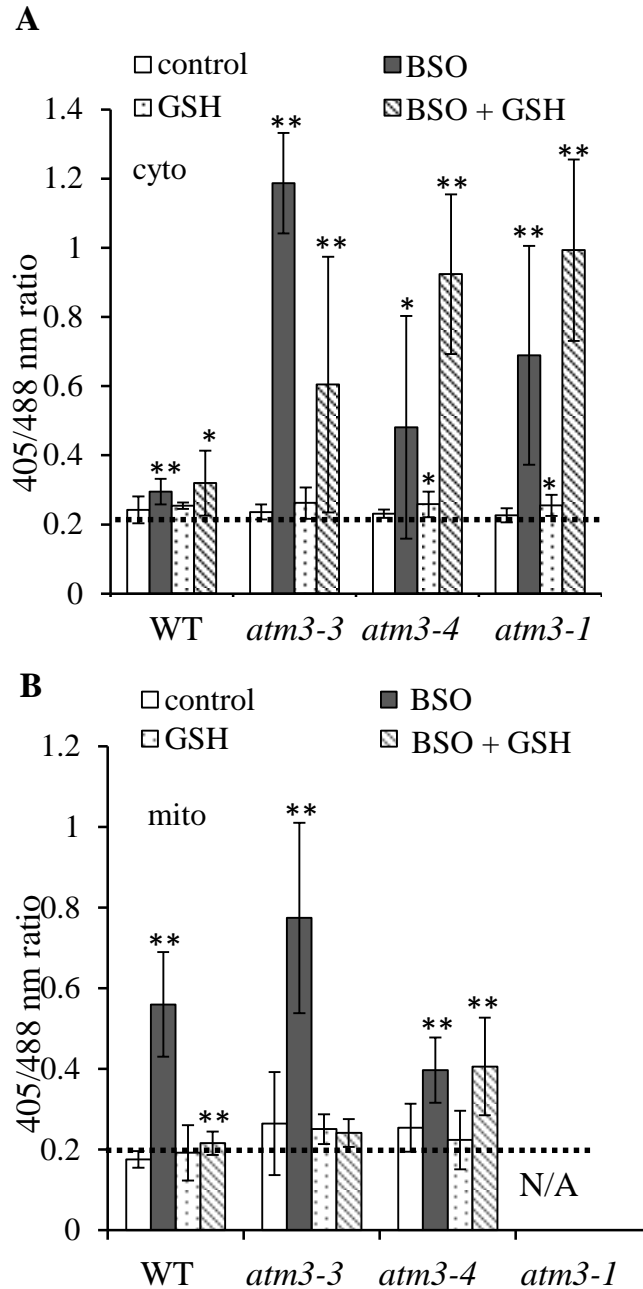 A
control BSO
GSH BSO + GSH
1.4
cyto
**
**
**
**
**
1.2
1
0.8
*
*
0.6
**
*
*
0.4
0.2
0
405/488 nm ratio
WT atm3-3 atm3-4 atm3-1
B
control BSO
GSH BSO + GSH
1.2
mito
**
1
0.8
**
0.6
**
**
0.4
**
0.2
N/A
0
405/488 nm ratio
WT atm3-3 atm3-4 atm3-1